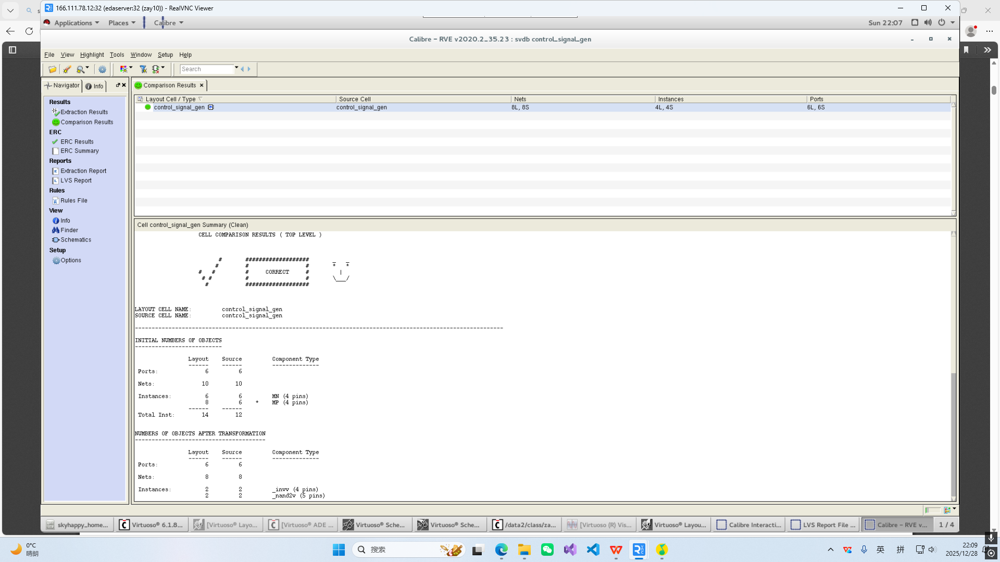 166.111.78.12:32 (edaserver:32 (zay10)) - RealVNC Viewer
Applications Places Calibre Sun 22:07
Calibre - RVE v2020.2_35.23 : svdb control_signal_gen
File View Highlight Tools Window Setup Help
Search
Navigator Info
Comparison Results
Layout Cell / Type Source Cell Nets Instances Ports
control_signal_gen control_signal_gen 8L, 8S 4L, 4S 6L, 6S
Results
Extraction Results
Comparison Results
ERC
ERC Results
ERC Summary
Reports
Extraction Report
LVS Report
Rules
Rules File
View
Info
Finder
Schematics
Setup
Options
Cell control_signal_gen Summary (Clean)
CELL COMPARISON RESULTS ( TOP LEVEL )
# ################### _ _
# # # * *
# # # CORRECT # |
# # # # \___/
# ###################
LAYOUT CELL NAME: control_signal_gen
SOURCE CELL NAME: control_signal_gen
--------------------------------------------------------------------------------------------------------------
INITIAL NUMBERS OF OBJECTS
--------------------------
Layout Source Component Type
------ ------ --------------
Ports: 6 6
Nets: 10 10
Instances: 6 6 MN (4 pins)
8 6 * MP (4 pins)
------ ------
Total Inst: 14 12
NUMBERS OF OBJECTS AFTER TRANSFORMATION
---------------------------------------
Layout Source Component Type
------ ------ --------------
Ports: 6 6
Nets: 8 8
Instances: 2 2 _invv (4 pins)
2 2 _nand2v (5 pins)
skyhappy_home... Virtuoso® 6.1.8... [Virtuoso® Layo... [Virtuoso® ADE ... Virtuoso® Sche... Virtuoso® Sche... /data2/class/za... [Virtuoso (R) Vis... Virtuoso® Layou... Calibre Interacti... LVS Report File ... Calibre - RVE v... 1 / 4
0°C
晴朗
搜索
英 拼
22:09
2025/12/28